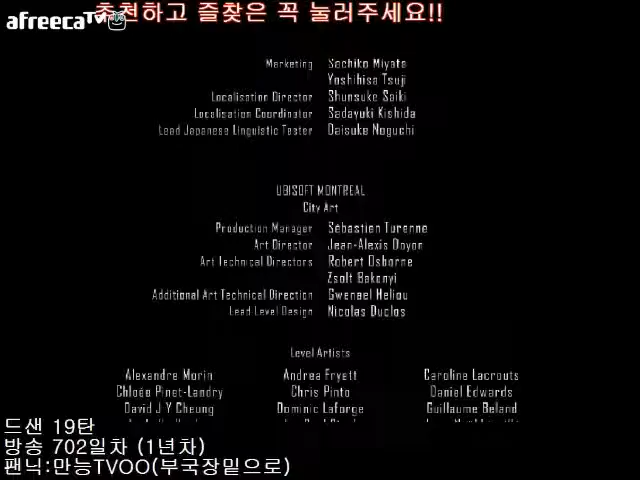 추천하고 즐찾은 꼭 눌러주세요!!
afreecaTV
Marketing Sachiko Miyata
Yoshihisa Tsuji
Localisation Director Shunsuke Saiki
Localisation Coordinator Sadayuki Kishida
Lead Japanese Linguistic Tester Daisuke Noguchi
UBISOFT MONTREAL
City Art
Production Manager Sébastien Turenne
Art Director Jean-Alexis Doyon
Art Technical Directors Robert Osborne
Zsolt Bakonyi
Additional Art Technical Direction Gwenael Heliou
Lead Level Design Nicolas Duclos
Level Artists
Alexandre Morin Andrea Fryett Caroline Lacroute
Chloée Pinet-Landry Chris Pinto Daniel Edwards
David J Y Cheung Dominic Laforge Guillaume Beland
드샌 19탄
방송 702일차 (1년차)
팬닉:만능TVOO(부국장밑으로)